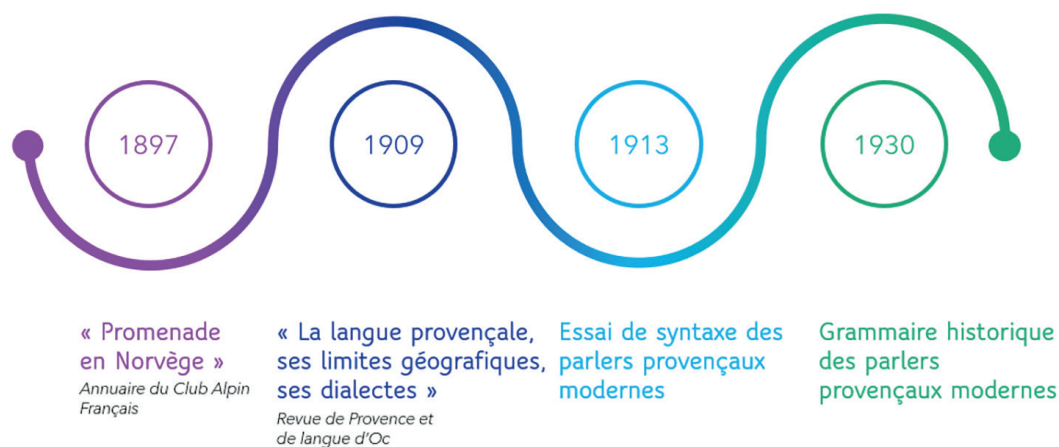 1897
1909
1913
1930
« Promenade
en Norvège »
Annuaire du Club Alpin
Français
« La langue provençale,
ses limites géografiques,
ses dialectes »
Revue de Provence et
de langue d'Oc
Essai de syntaxe des
parlers provençaux
modernes
Grammaire historique
des parlers
provençaux modernes